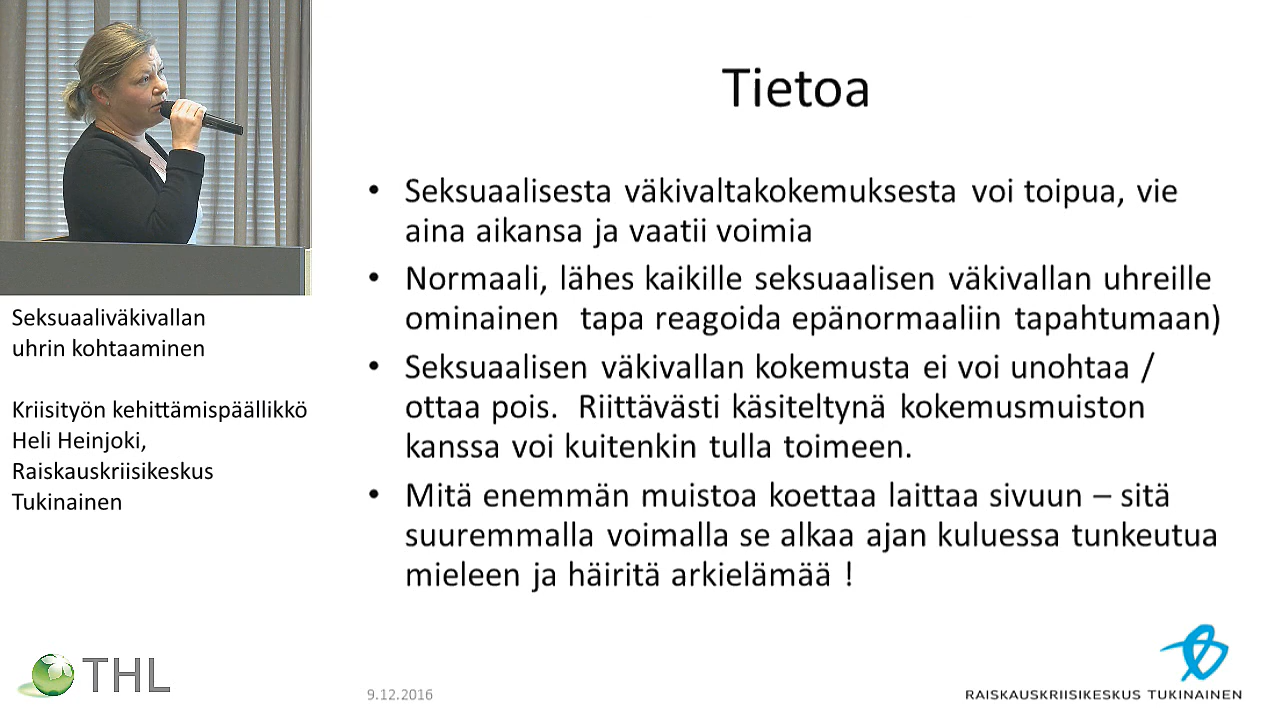 Tietoa
• Seksuaalisesta väkivaltakokemuksesta voi toipua, vie
aina aikansa ja vaatii voimia
• Normaali, lähes kaikille seksuaalisen väkivallan uhreille
ominainen tapa reagoida epänormaaliin tapahtumaan)
• Seksuaalisen väkivallan kokemusta ei voi unohtaa /
ottaa pois. Riittävästi käsiteltynä kokemusmuiston
kanssa voi kuitenkin tulla toimeen.
• Mitä enemmän muistoa koettaa laittaa sivuun – sitä
suuremmalla voimalla se alkaa ajan kuluessa tunkeutua
mieleen ja häiritä arkielämää !
Seksuaaliväkivallan
uhrin kohtaaminen
Kriisityön kehittämispäällikkö
Heli Heinjoki,
Raiskauskriisikeskus
Tukinainen
THL
9.12.2016
RAISKAUSKRIISIKESKUS TUKINAINEN